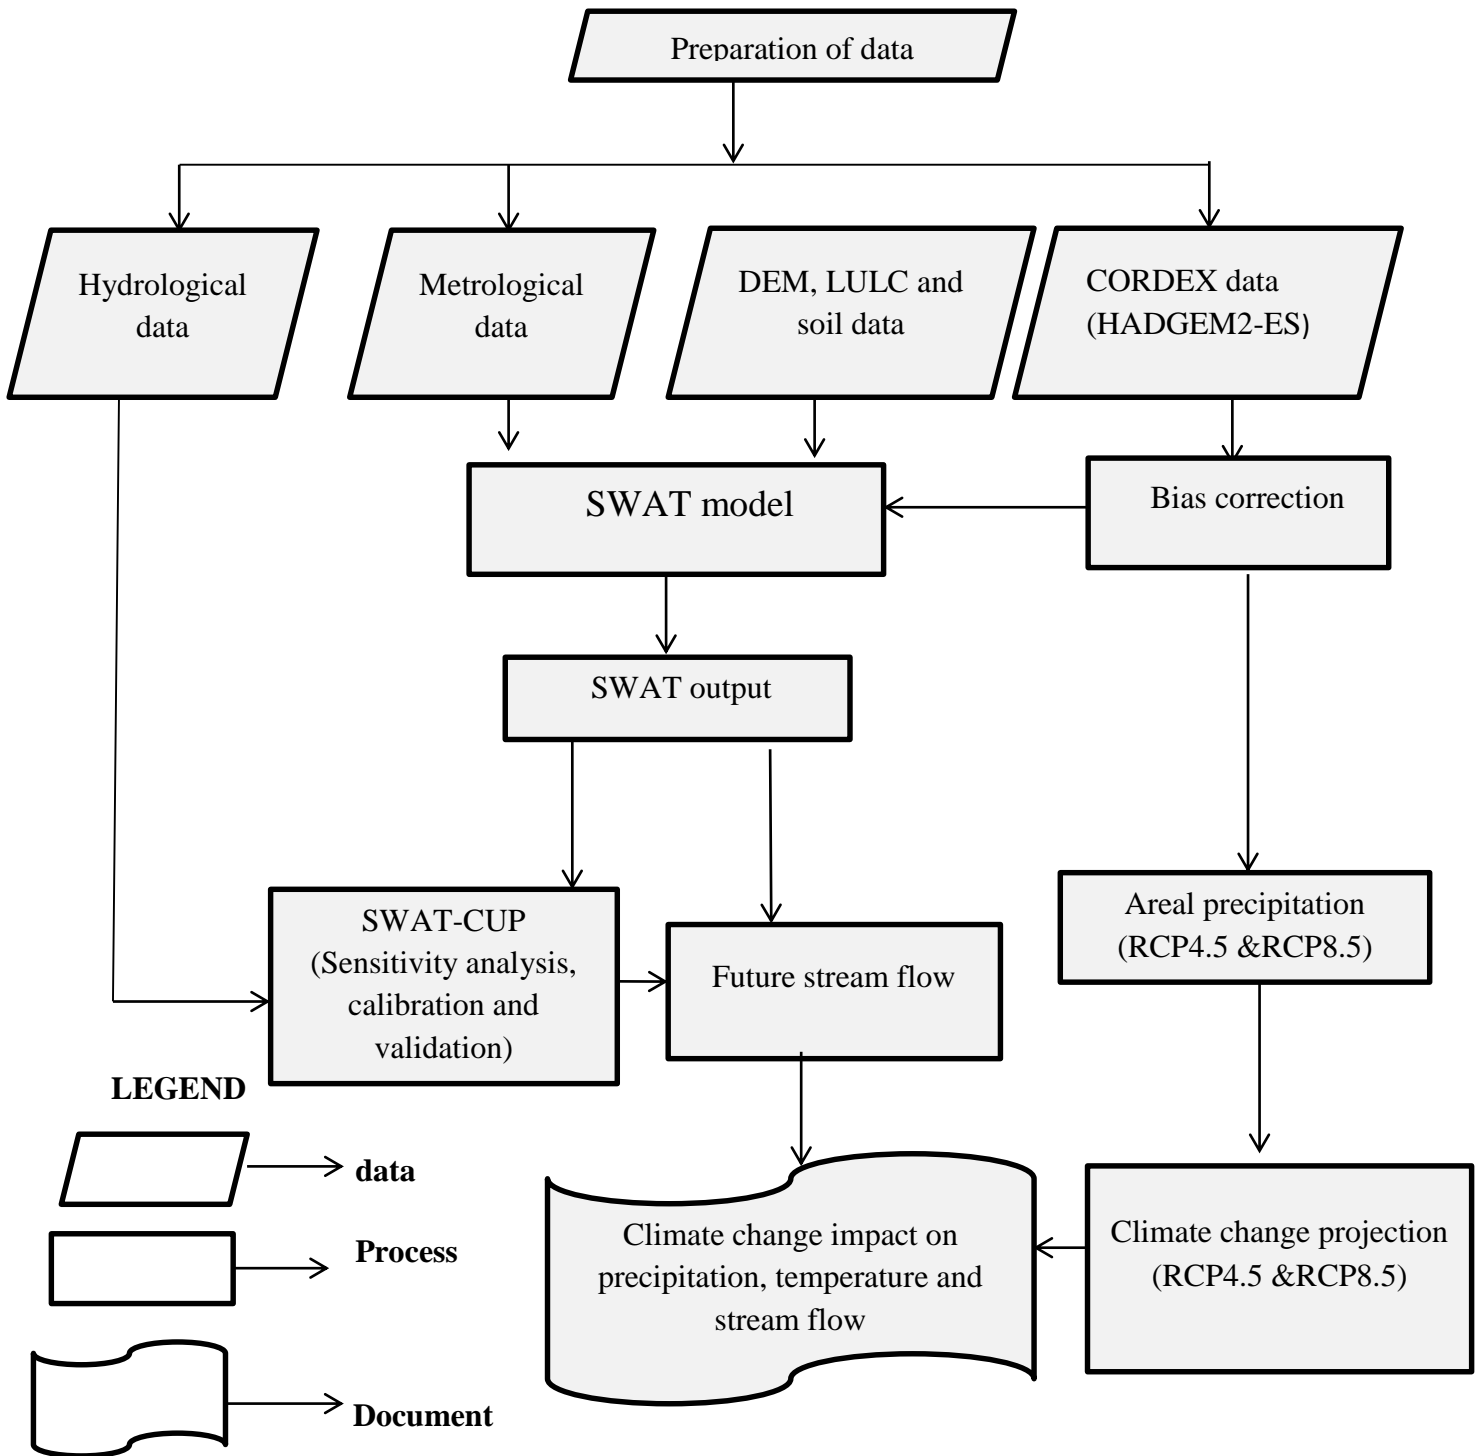 Preparation of data
Hydrological
data
Metrological
data
DEM, LULC and
soil data
CORDEX data
(HADGEM2-ES)
SWAT model
Bias correction
SWAT output
SWAT-CUP
(Sensitivity analysis,
calibration and
validation)
Future stream flow
Areal precipitation
(RCP4.5 &RCP8.5)
Climate change projection
(RCP4.5 &RCP8.5)
Climate change impact on
precipitation, temperature and
stream flow
LEGEND
data
Process
Document